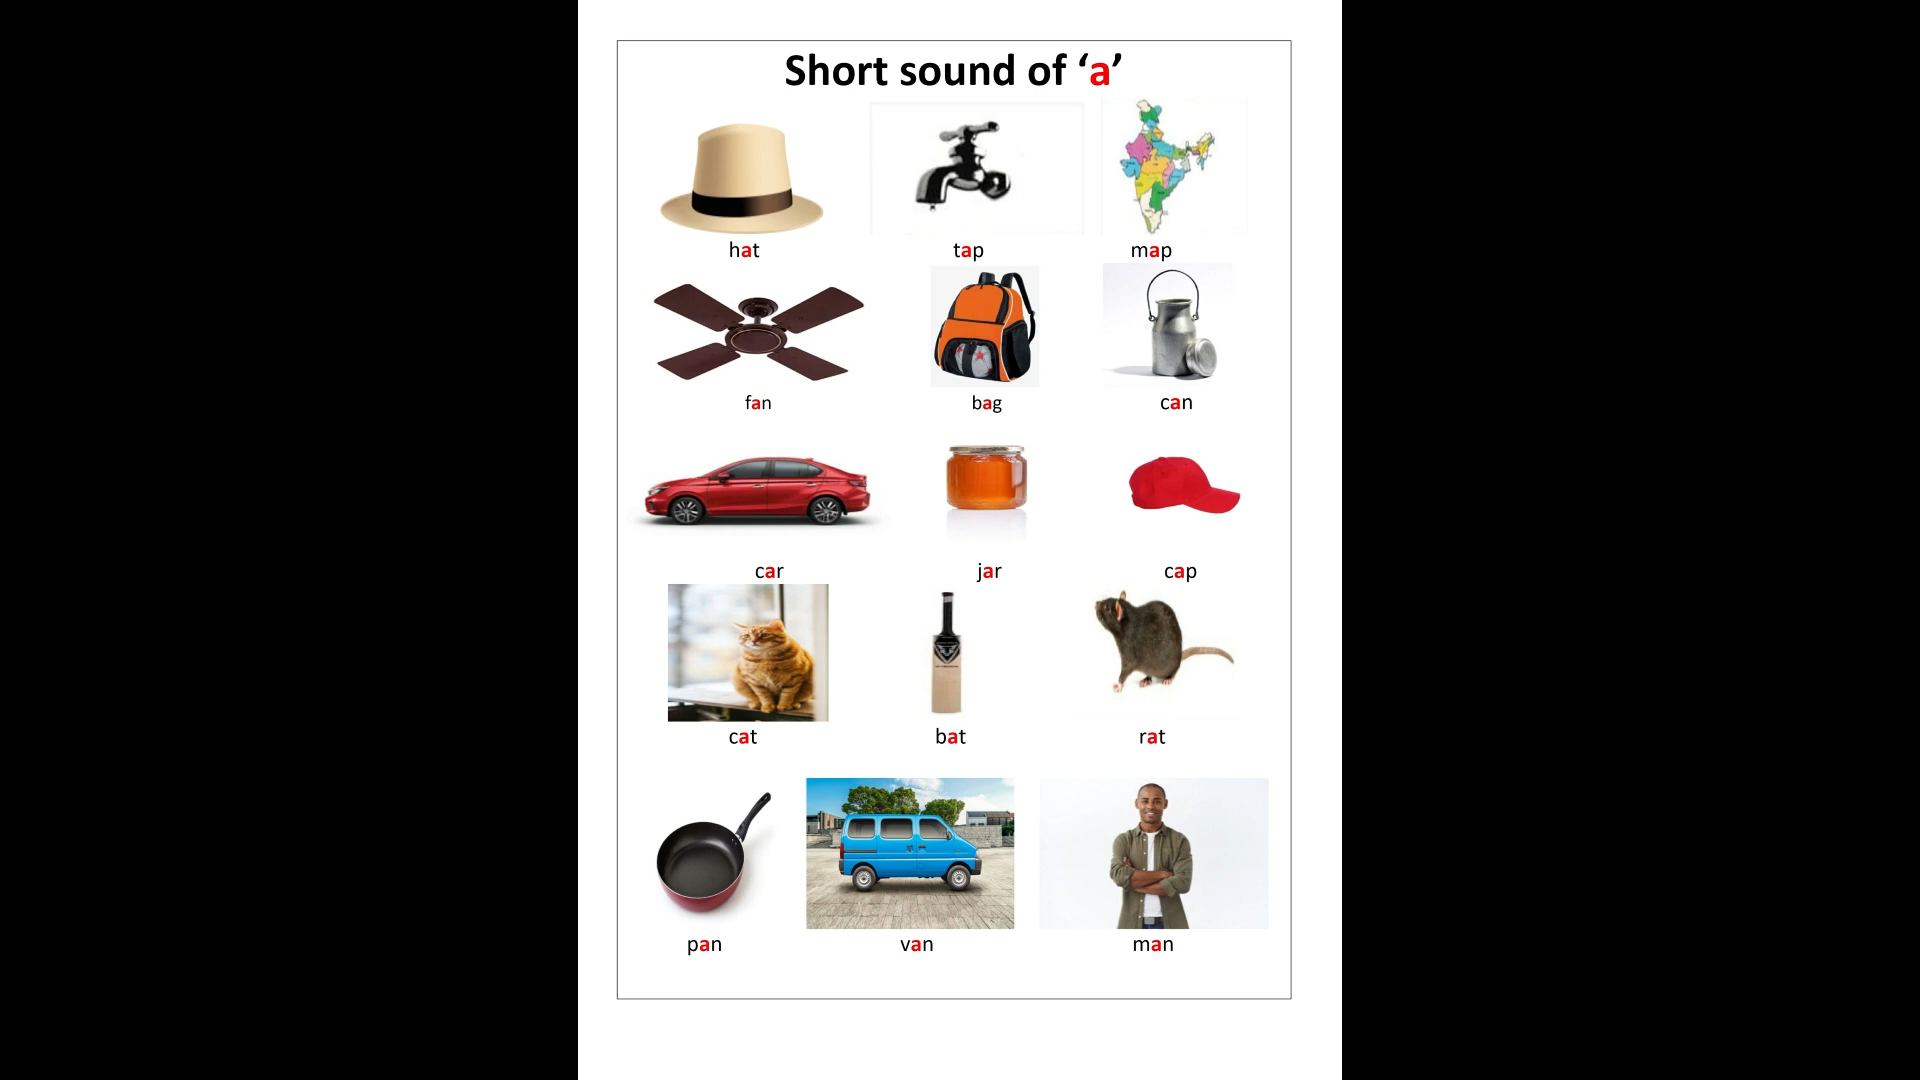 Short sound of ‘a’
hat tap map
fan bag can
car jar cap
cat bat rat
pan van man